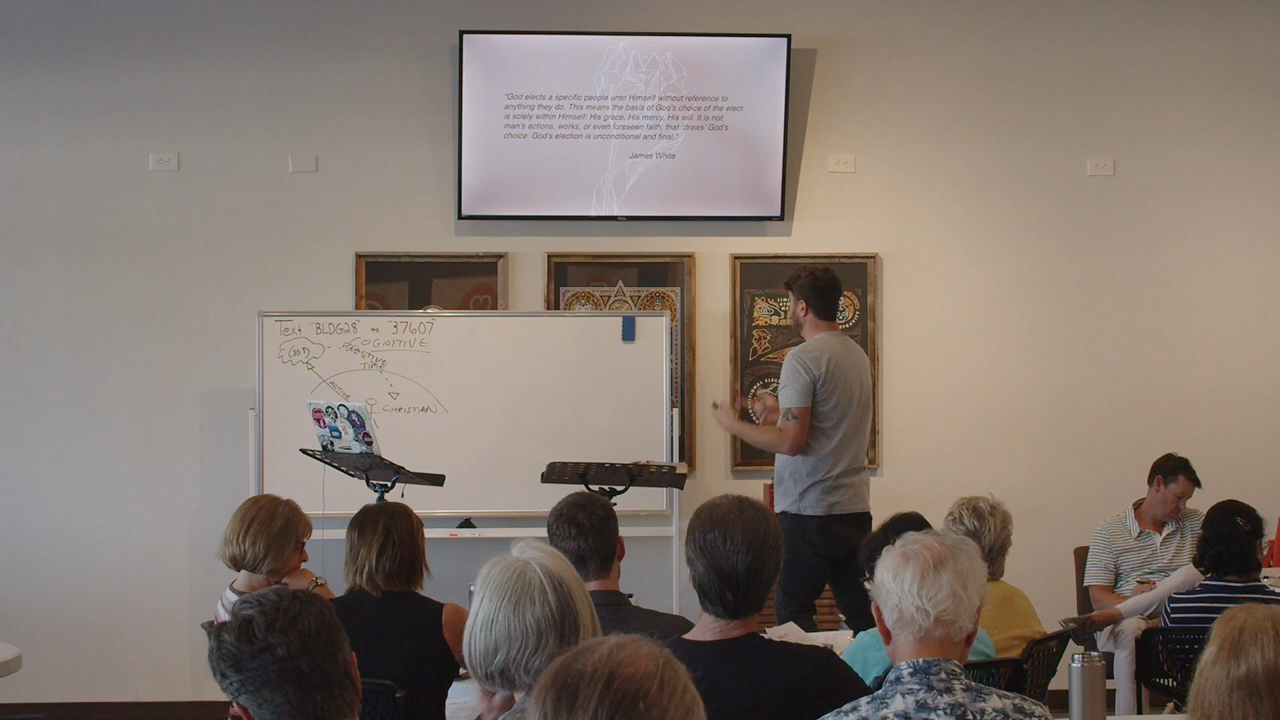 "God elects a specific people unto Himself without reference to
anything they do. This means the basis of God's choice of the elect
is solely within Himself: His grace, His mercy, His will. It is not
man's actions, works, or even foreseen faith, that 'draws' God's
choice. God's election is unconditional and final."
James White
Text "BLDG28" to "37607"
COGNITIVE
GOD
REACTIVE
TIME
ACTIVE
CHRISTIAN